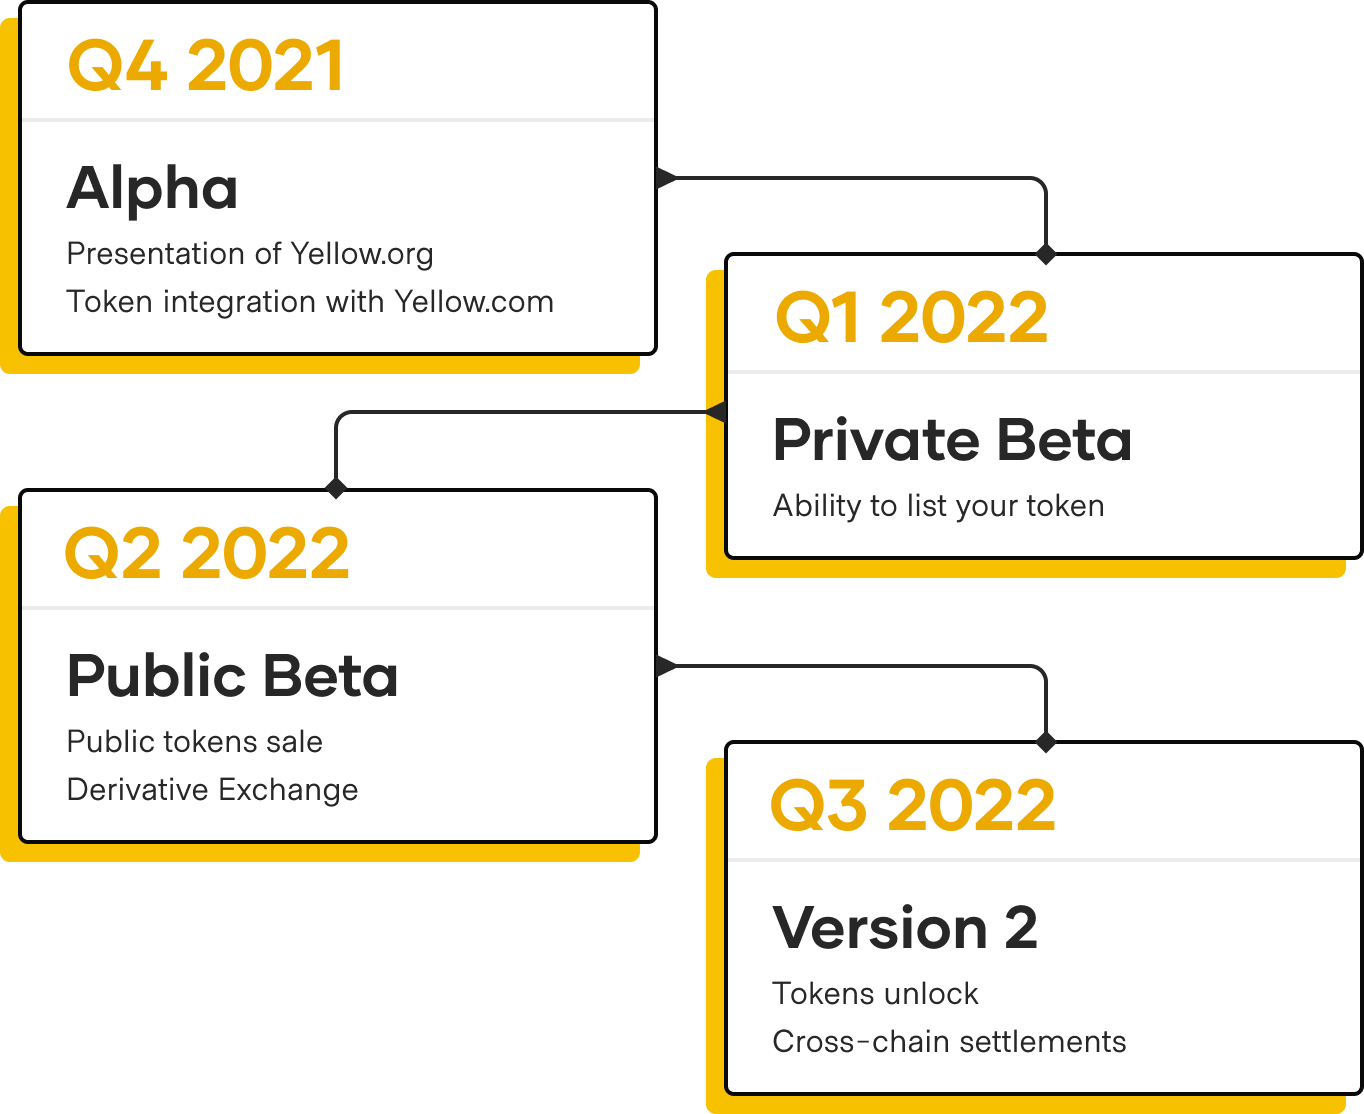 Q4 2021
Alpha
Presentation of Yellow.org
Token integration with Yellow.com
Q1 2022
Private Beta
Ability to list your token
Q2 2022
Public Beta
Public tokens sale
Derivative Exchange
Q3 2022
Version 2
Tokens unlock
Cross-chain settlements